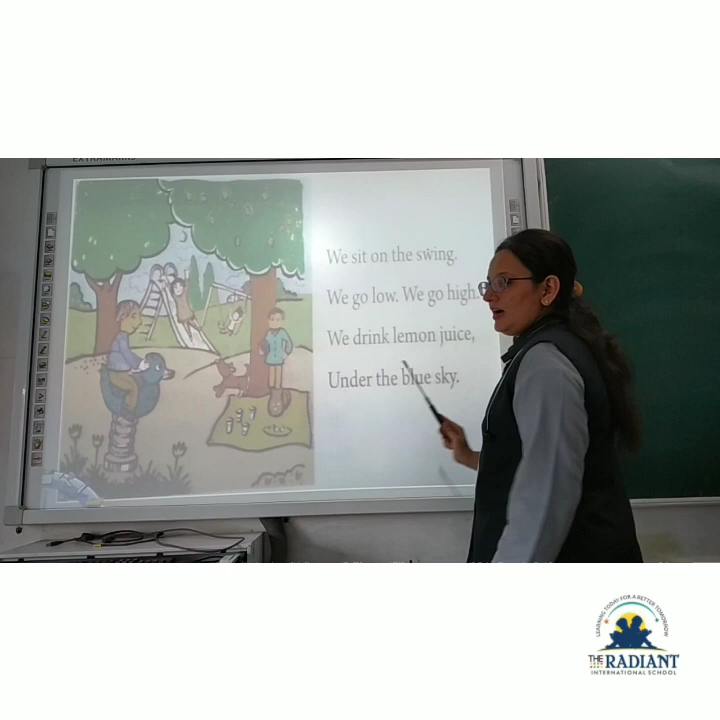 EXTRAMARKS
We sit on the swing.
We go low. We go high.
We drink lemon juice,
Under the blue sky.
LEARNING TODAY FOR A BETTER TOMORROW
THE RADIANT
INTERNATIONAL SCHOOL